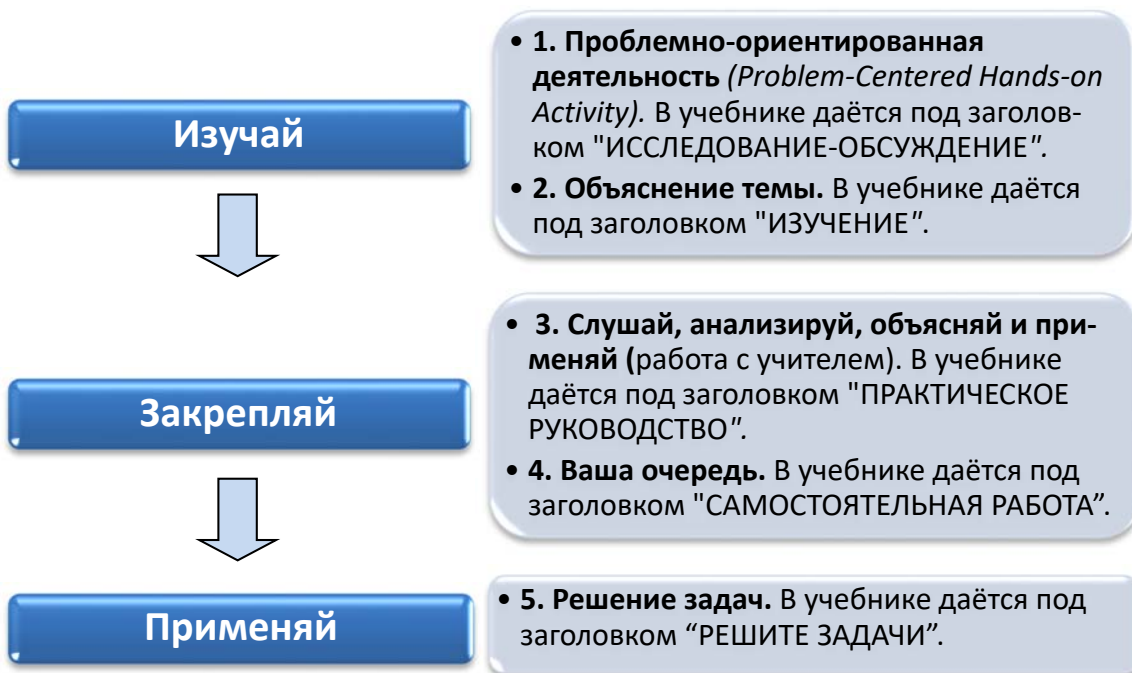 Изучай
• 1. Проблемно-ориентированная
деятельность (Problem-Centered Hands-on
Activity). В учебнике даётся под заголов-
ком "ИССЛЕДОВАНИЕ-ОБСУЖДЕНИЕ".
• 2. Объяснение темы. В учебнике даётся
под заголовком "ИЗУЧЕНИЕ".
Закрепляй
• 3. Слушай, анализируй, объясняй и при-
меняй (работа с учителем). В учебнике
даётся под заголовком "ПРАКТИЧЕСКОЕ
РУКОВОДСТВО".
• 4. Ваша очередь. В учебнике даётся под
заголовком "САМОСТОЯТЕЛЬНАЯ РАБОТА”.
Применяй
• 5. Решение задач. В учебнике даётся под
заголовком “РЕШИТЕ ЗАДАЧИ”.